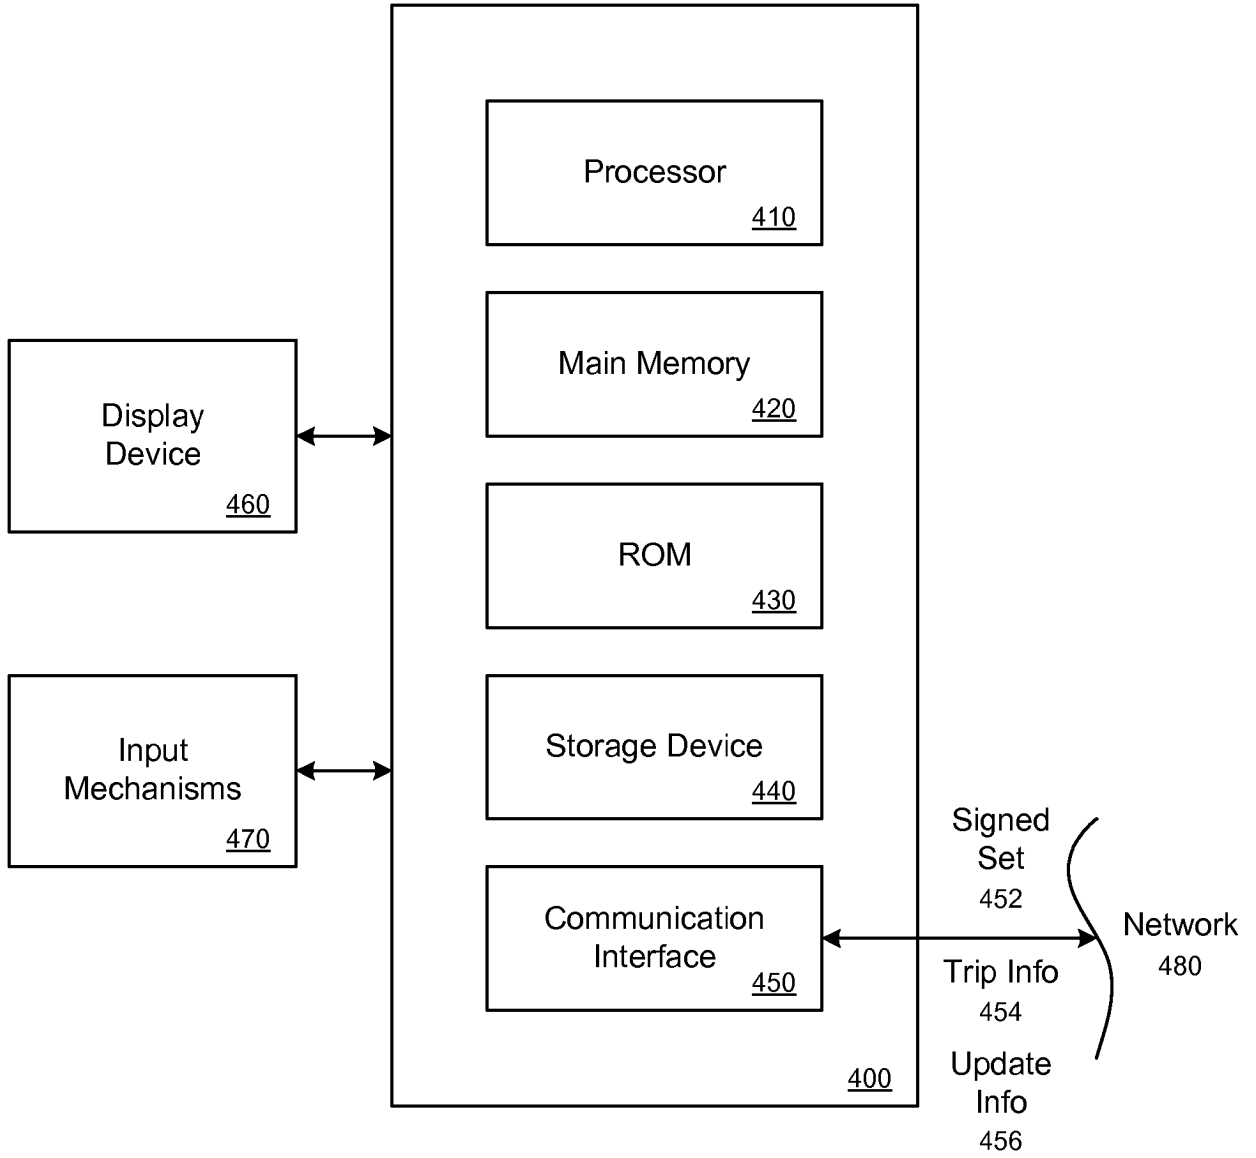 Processor
410
Main Memory
420
ROM
430
Storage Device
440
Communication
Interface
450
400
Display
Device
460
Input
Mechanisms
470
Signed
Set
452
Trip Info
454
Update
Info
456
Network
480